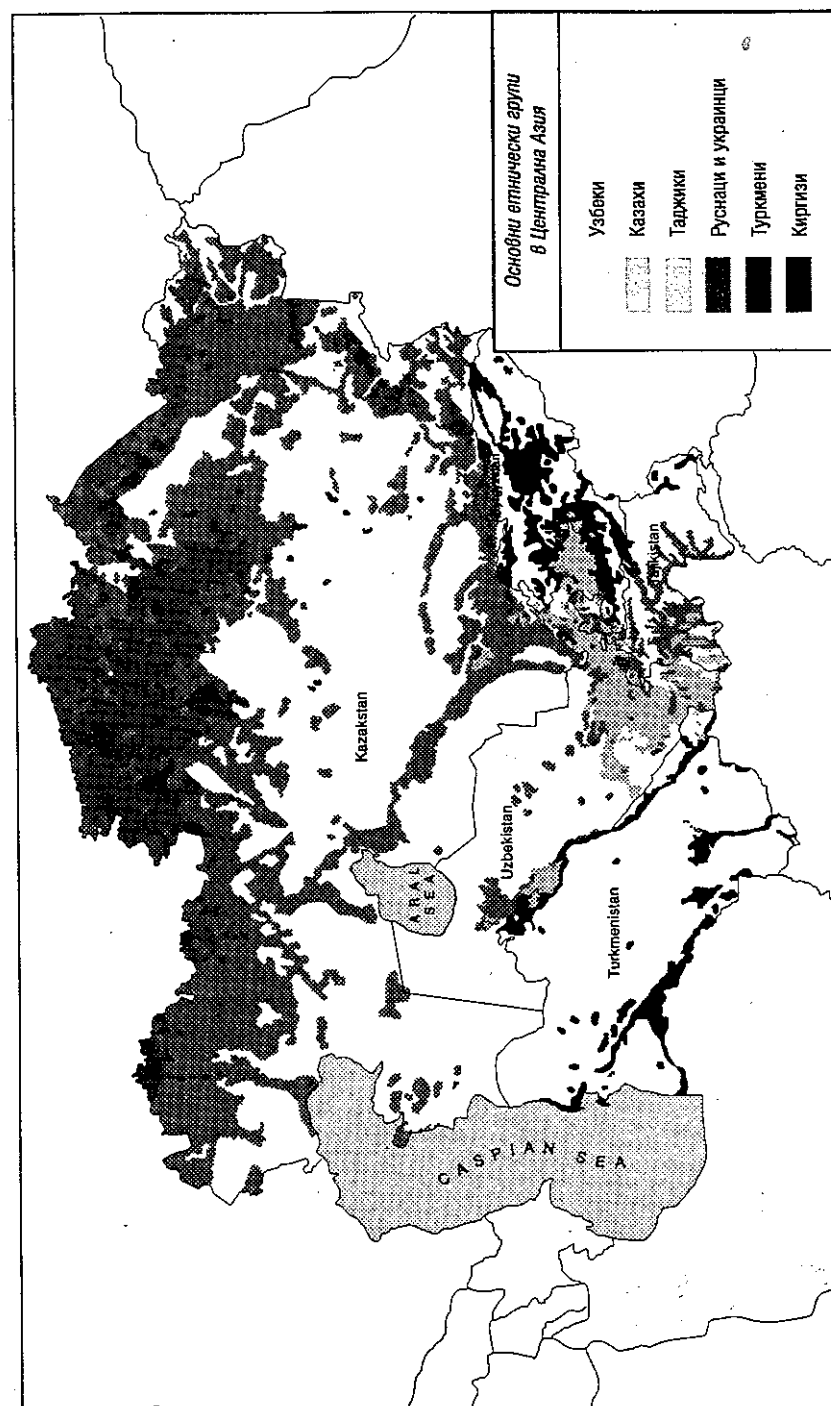 Основни етнически групи
в Централна Азия
Узбеки
Казахи
Таджики
Руснаци и украинци
Туркмени
Киргизи
Kazakstan
ARAL
SEA
Uzbekistan
Turkmenistan
CASPIAN SEA